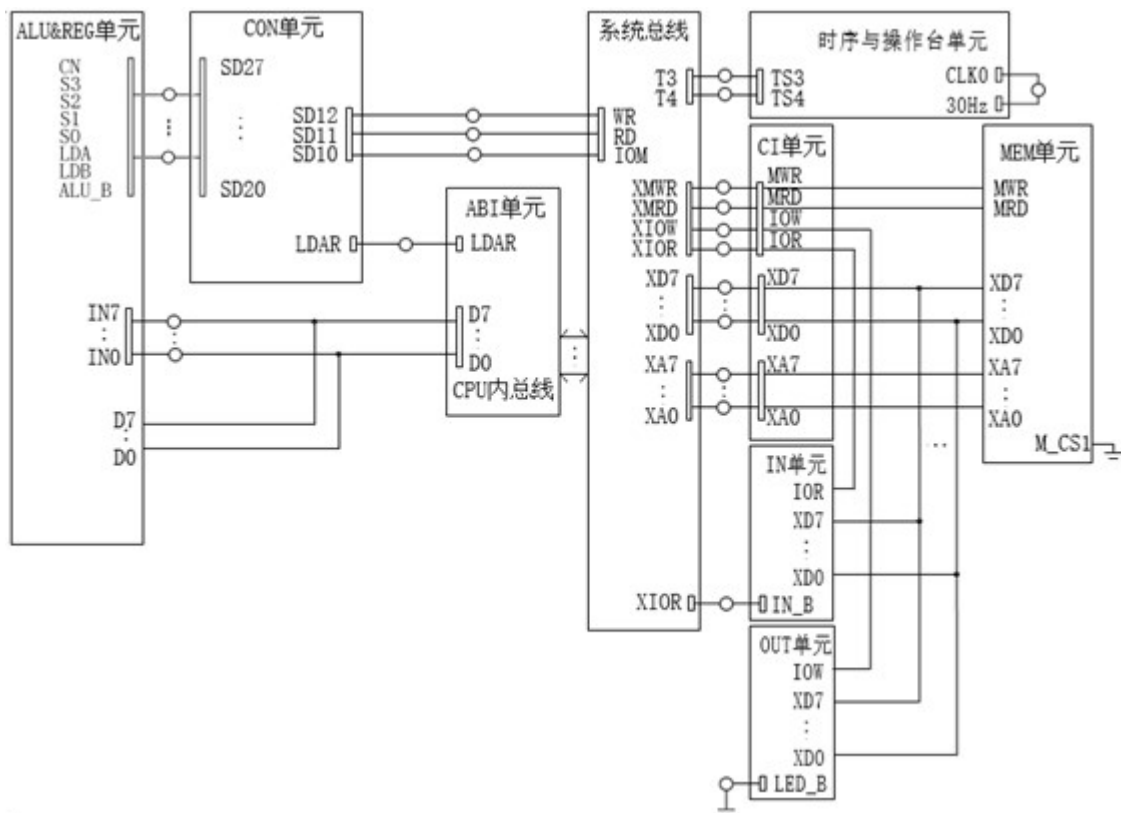 ALU&REG单元
CN
S3
S2
S1
S0
LDA
LDB
ALU_B
IN7
IN0
D7
D0
CON单元
SD27
SD20
SD12
SD11
SD10
LDAR
ABI单元
LDAR
D7
D0
CPU内总线
系统总线
T3
T4
WR
RD
IOM
XMWR
XMRD
XIOW
XIOR
XD7
XD0
XA7
XA0
XIOR
时序与操作台单元
TS3
TS4
CLK0
30Hz
CI单元
MWR
MRD
IOW
IOR
XD7
XD0
XA7
XA0
MEM单元
MWR
MRD
XD7
XD0
XA7
XA0
M_CS1
IN单元
IOR
XD7
XD0
IN_B
OUT单元
IOW
XD7
XD0
LED_B